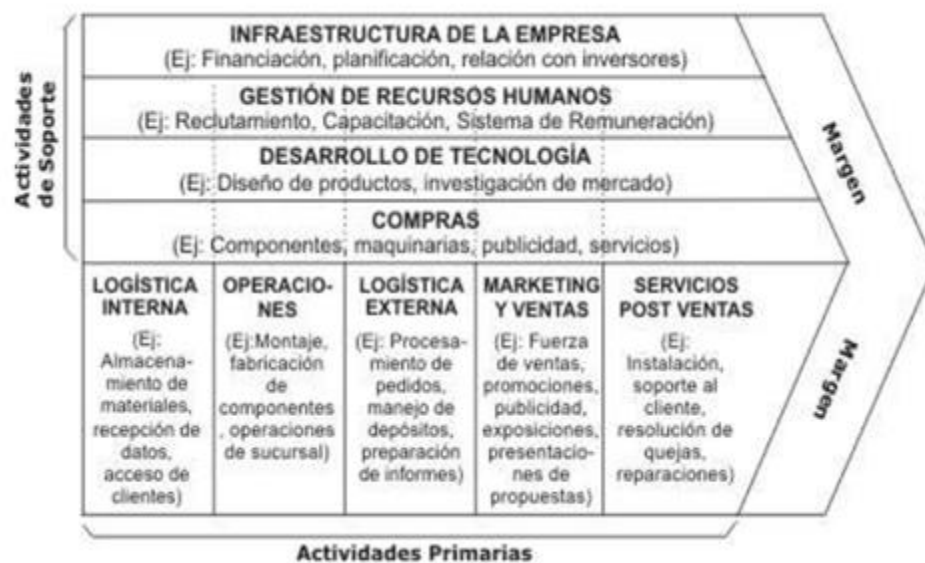 Actividades
de Soporte
INFRAESTRUCTURA DE LA EMPRESA
(Ej: Financiación, planificación, relación con inversores)
GESTIÓN DE RECURSOS HUMANOS
(Ej: Reclutamiento, Capacitación, Sistema de Remuneración)
DESARROLLO DE TECNOLOGÍA
(Ej: Diseño de productos, investigación de mercado)
COMPRAS
(Ej: Componentes, maquinarias, publicidad, servicios)
Margen
LOGÍSTICA
INTERNA
(Ej:
Almacena-
miento de
materiales,
recepción de
datos,
acceso de
clientes)
OPERACIO-
NES
(Ej:Montaje,
fabricación
de
componentes
, operaciones
de sucursal)
LOGÍSTICA
EXTERNA
(Ej: Procesa-
miento de
pedidos,
manejo de
depósitos,
preparación
de informes)
MARKETING
Y VENTAS
(Ej: Fuerza
de ventas,
promociones,
publicidad,
exposiciones,
presentacio-
nes de
propuestas)
SERVICIOS
POST VENTAS
(Ej:
Instalación,
soporte al
cliente,
resolución de
quejas,
reparaciones)
Margen
Actividades Primarias